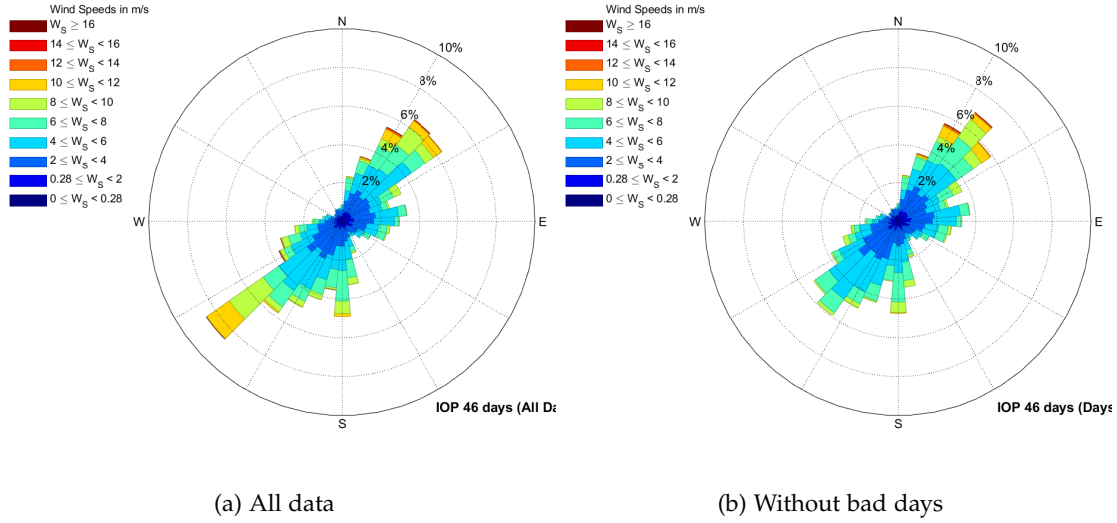 Wind Speeds in m/s
W_S ≥ 16
14 ≤ W_S < 16
12 ≤ W_S < 14
10 ≤ W_S < 12
8 ≤ W_S < 10
6 ≤ W_S < 8
4 ≤ W_S < 6
2 ≤ W_S < 4
0.28 ≤ W_S < 2
0 ≤ W_S < 0.28
N
10%
8%
6%
4%
2%
W
E
S
IOP 46 days (All Da
(a) All data
Wind Speeds in m/s
W_S ≥ 16
14 ≤ W_S < 16
12 ≤ W_S < 14
10 ≤ W_S < 12
8 ≤ W_S < 10
6 ≤ W_S < 8
4 ≤ W_S < 6
2 ≤ W_S < 4
0.28 ≤ W_S < 2
0 ≤ W_S < 0.28
N
10%
8%
6%
4%
2%
W
E
S
IOP 46 days (Days
(b) Without bad days